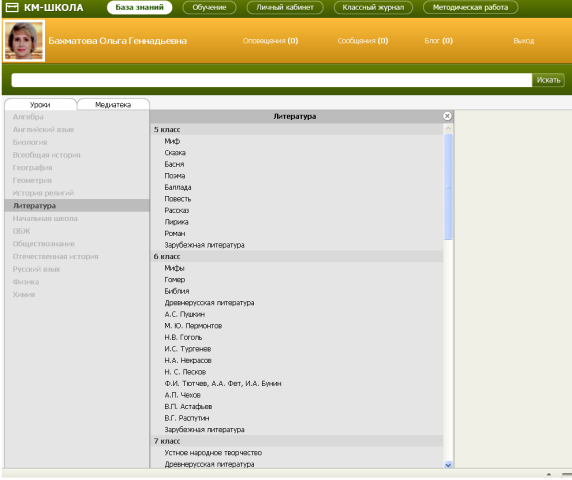 КМ-ШКОЛА
База знаний
Обучение
Личный кабинет
Классный журнал
Методическая работа
Бахматова Ольга Геннадьевна
Оповещения (0)
Сообщения (0)
Блог (0)
Выход
Искать
Уроки
Медиатека
Алгебра
Английский язык
Биология
Всеобщая история
География
Геометрия
История религий
Литература
Начальная школа
ОБЖ
Обществознание
Отечественная история
Русский язык
Физика
Химия
Литература
5 класс
Миф
Сказка
Басня
Поэма
Баллада
Повесть
Рассказ
Лирика
Роман
Зарубежная литература
6 класс
Мифы
Гомер
Библия
Древнерусская литература
А.С. Пушкин
М. Ю. Лермонтов
Н.В. Гоголь
И.С. Тургенев
Н.А. Некрасов
Н. С. Лесков
Ф.И. Тютчев, А.А. Фет, И.А. Бунин
А.П. Чехов
В.П. Астафьев
В.Г. Распутин
Зарубежная литература
7 класс
Устное народное творчество
Древнерусская литература